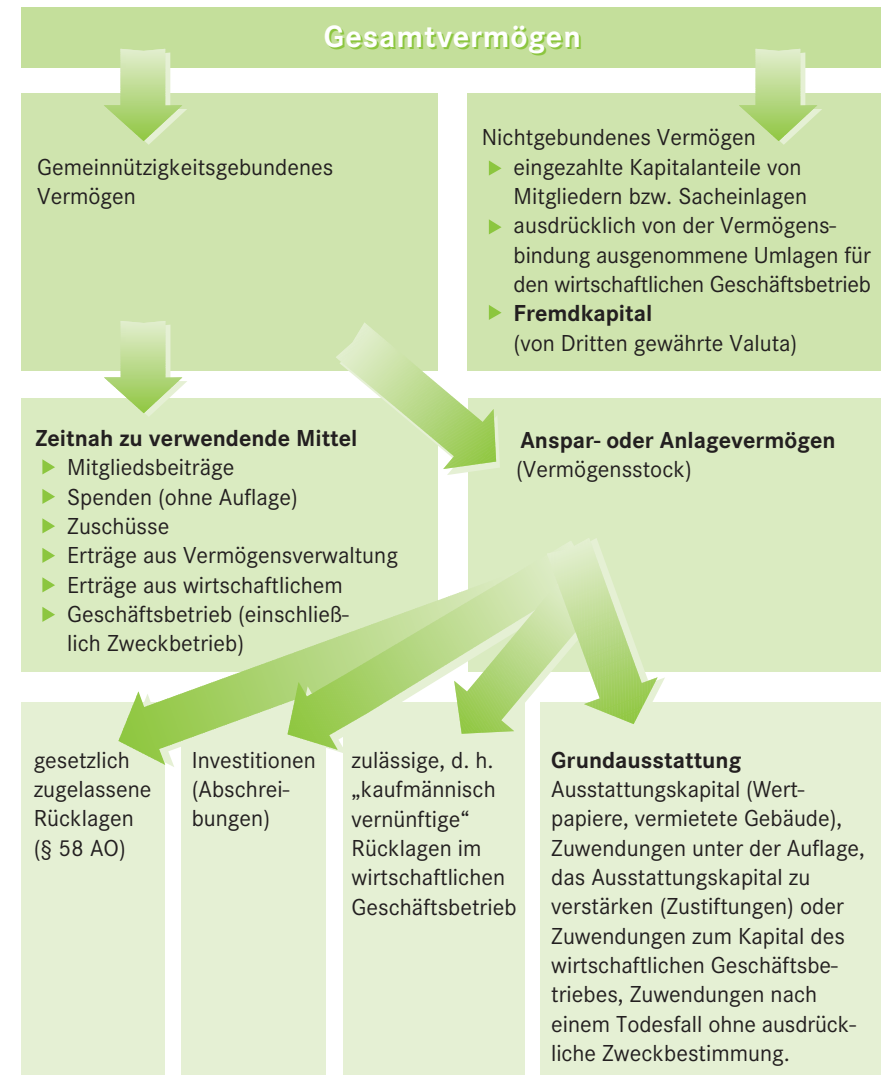 Gesamtvermögen
Gemeinnützigkeitsgebundenes
Vermögen
Nichtgebundenes Vermögen
▶ eingezahlte Kapitalanteile von
Mitgliedern bzw. Sacheinlagen
▶ ausdrücklich von der Vermögens-
bindung ausgenommene Umlagen für
den wirtschaftlichen Geschäftsbetrieb
▶ Fremdkapital
(von Dritten gewährte Valuta)
Zeitnah zu verwendende Mittel
▶ Mitgliedsbeiträge
▶ Spenden (ohne Auflage)
▶ Zuschüsse
▶ Erträge aus Vermögensverwaltung
▶ Erträge aus wirtschaftlichem
▶ Geschäftsbetrieb (einschließ-
lich Zweckbetrieb)
Anspar- oder Anlagevermögen
(Vermögensstock)
gesetzlich
zugelassene
Rücklagen
(§ 58 AO)
Investitionen
(Abschrei-
bungen)
zulässige, d. h.
„kaufmännisch
vernünftige“
Rücklagen im
wirtschaftlichen
Geschäftsbetrieb
Grundausstattung
Ausstattungskapital (Wert-
papiere, vermietete Gebäude),
Zuwendungen unter der Auflage,
das Ausstattungskapital zu
verstärken (Zustiftungen) oder
Zuwendungen zum Kapital des
wirtschaftlichen Geschäftsbe-
triebes, Zuwendungen nach
einem Todesfall ohne ausdrück-
liche Zweckbestimmung.